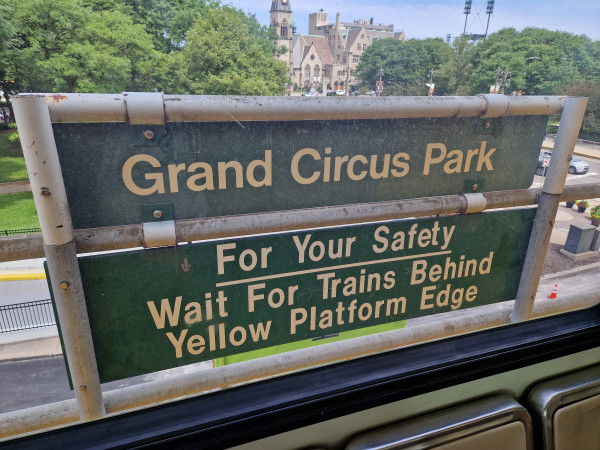 Grand Circus Park
For Your Safety
Wait For Trains Behind
Yellow Platform Edge